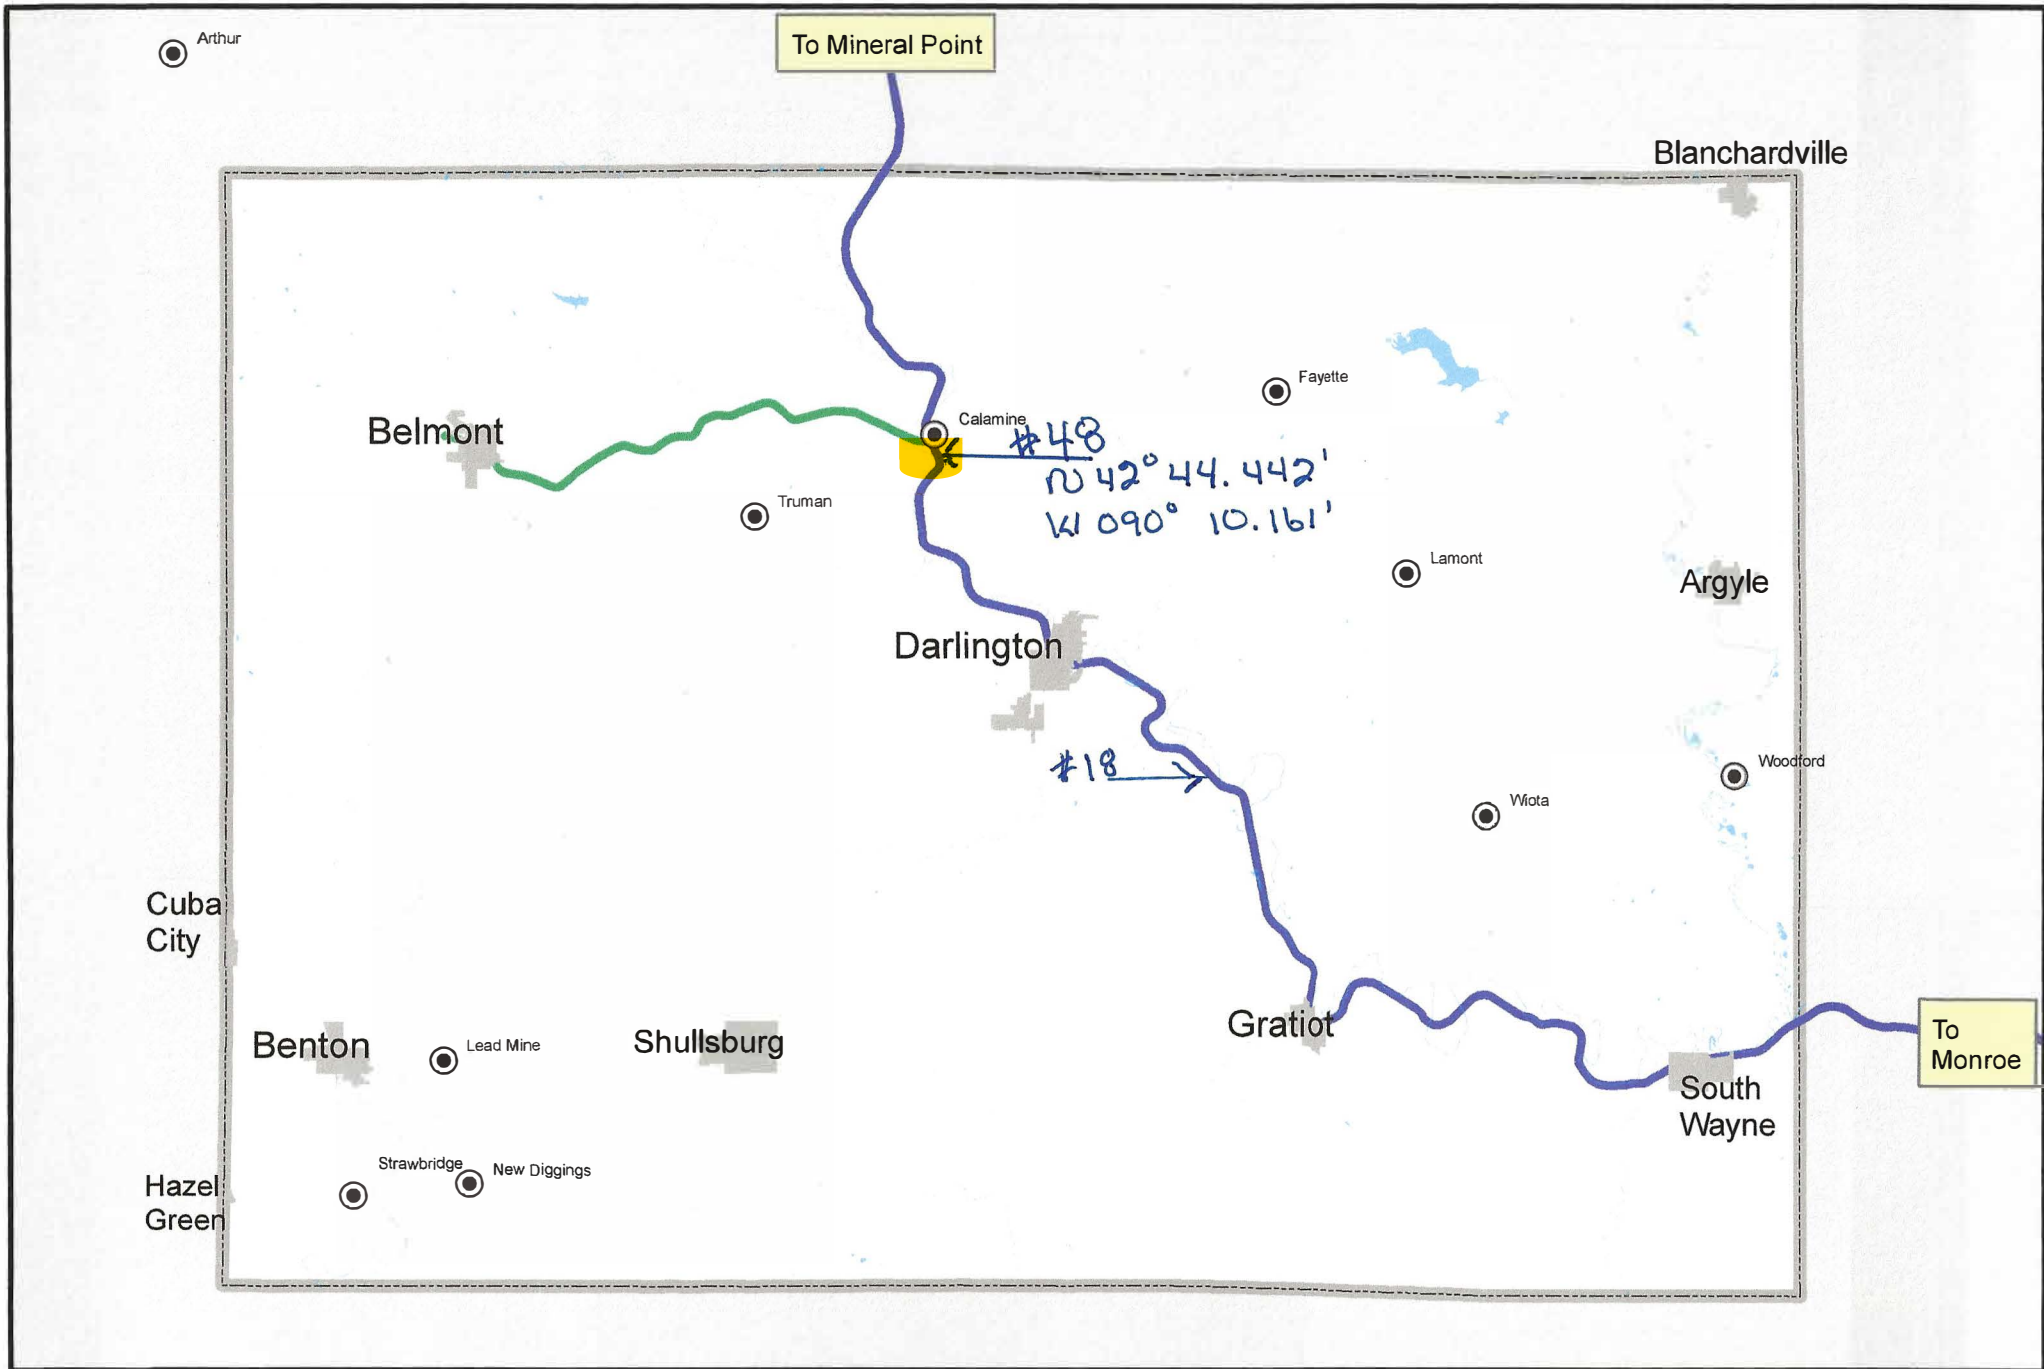 Arthur
To Mineral Point
Blanchardville
Fayette
Belmont
Calamine
#48
N 42° 44.442'
W 090° 10.161'
Truman
Lamont
Argyle
Darlington
#18
Woodford
Wiota
Cuba
City
Gratiot
To
Monroe
Benton
Lead Mine
Shullsburg
South
Wayne
Strawbridge
New Diggings
Hazel
Green